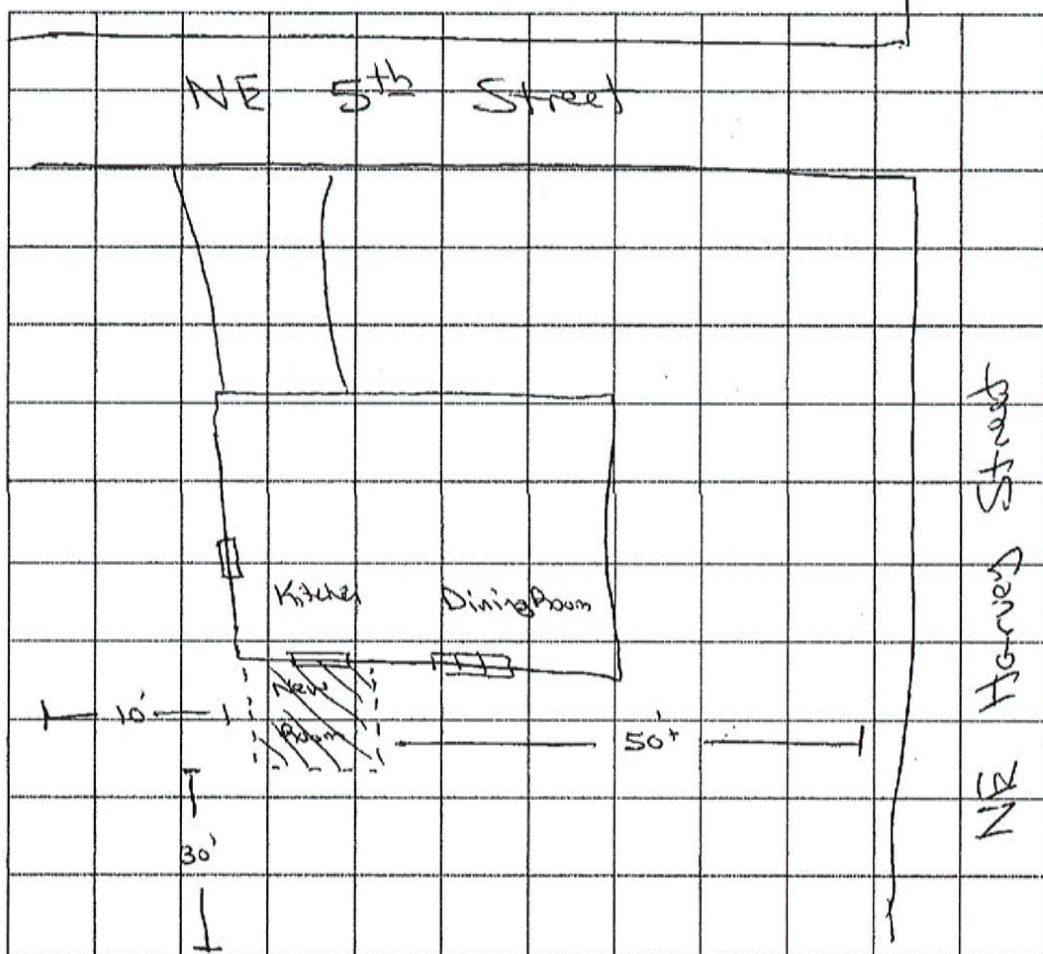 NE 5th Street
Kitchen
Dining Room
New
Room
10'
50'+
30'
NE Harvey Street